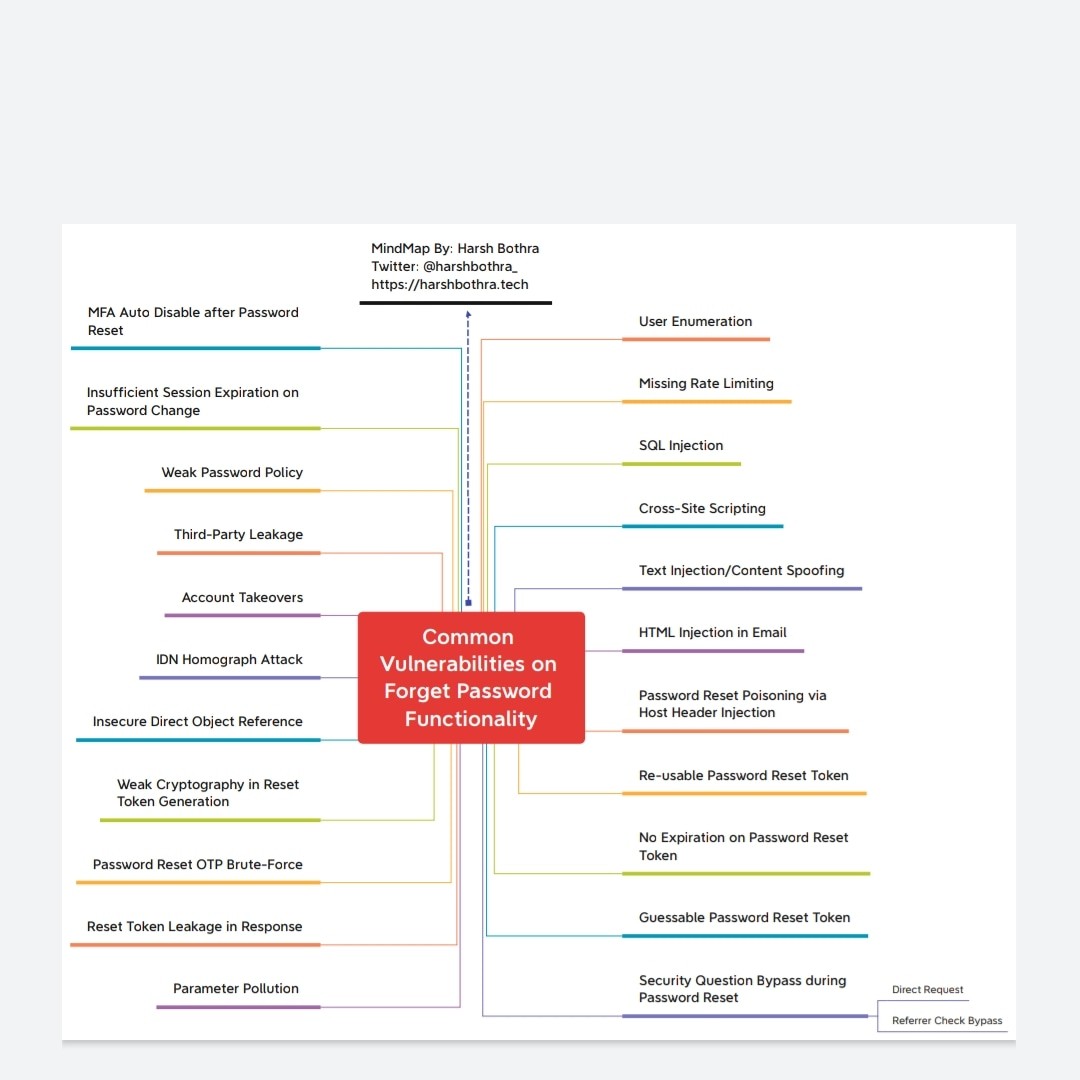 MindMap By: Harsh Bothra
Twitter: @harshbothra_
https://harshbothra.tech
MFA Auto Disable after Password
Reset
Insufficient Session Expiration on
Password Change
Weak Password Policy
Third-Party Leakage
Account Takeovers
IDN Homograph Attack
Insecure Direct Object Reference
Weak Cryptography in Reset
Token Generation
Password Reset OTP Brute-Force
Reset Token Leakage in Response
Parameter Pollution
Common
Vulnerabilities on
Forget Password
Functionality
User Enumeration
Missing Rate Limiting
SQL Injection
Cross-Site Scripting
Text Injection/Content Spoofing
HTML Injection in Email
Password Reset Poisoning via
Host Header Injection
Re-usable Password Reset Token
No Expiration on Password Reset
Token
Guessable Password Reset Token
Security Question Bypass during
Password Reset
Direct Request
Referrer Check Bypass